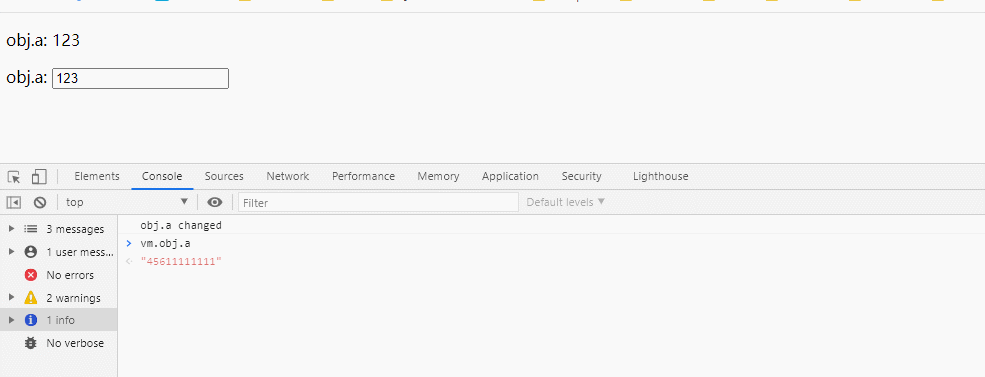 obj.a: 123
obj.a: 123
Elements Console Sources Network Performance Memory Application Security Lighthouse
top ▼ Filter Default levels ▼
3 messages
1 user mess...
No errors
2 warnings
1 info
No verbose
obj.a changed
> vm.obj.a
"45611111111"